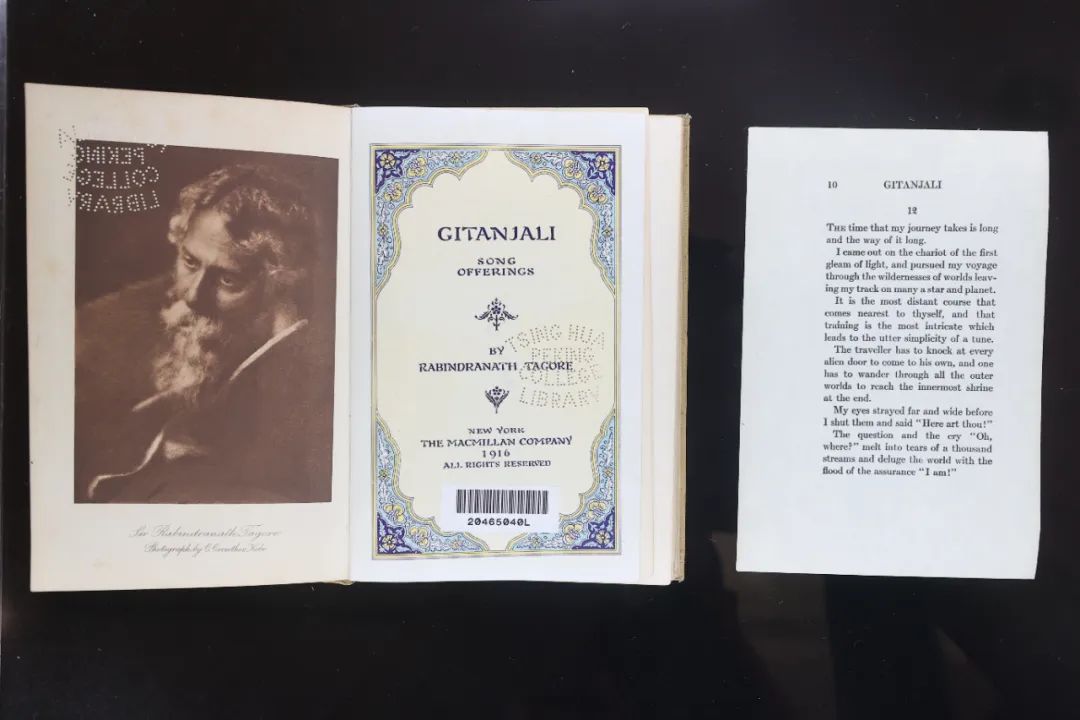 PEKING
COLLEGE
LIBRARY
Sir Rabindranath Tagore
Photograph by
GITANJALI
SONG
OFFERINGS
BY
RABINDRANATH TAGORE
TSING HUA
PEKING
COLLEGE
LIBRARY
NEW YORK
THE MACMILLAN COMPANY
1916
ALL RIGHTS RESERVED
20465040L
10 GITANJALI
12
THE time that my journey takes is long
and the way of it long.
I came out on the chariot of the first
gleam of light, and pursued my voyage
through the wildernesses of worlds leav-
ing my track on many a star and planet.
It is the most distant course that
comes nearest to thyself, and that
training is the most intricate which
leads to the utter simplicity of a tune.
The traveller has to knock at every
alien door to come to his own, and one
has to wander through all the outer
worlds to reach the innermost shrine
at the end.
My eyes strayed far and wide before
I shut them and said "Here art thou!"
The question and the cry "Oh,
where?" melt into tears of a thousand
streams and deluge the world with the
flood of the assurance "I am!"